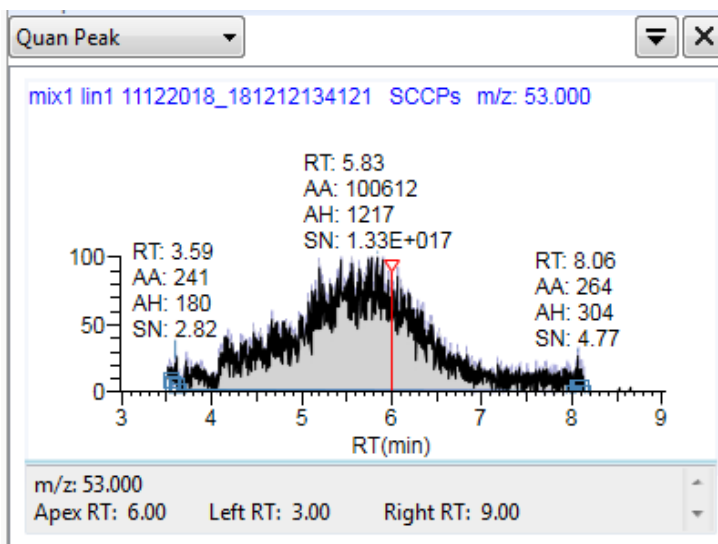 Quan Peak
mix1 lin1 11122018_181212134121 SCCPs m/z: 53.000
RT: 5.83
AA: 100612
AH: 1217
SN: 1.33E+017
RT: 3.59
AA: 241
AH: 180
SN: 2.82
RT: 8.06
AA: 264
AH: 304
SN: 4.77
100
50
0
3 4 5 6 7 8 9
RT(min)
m/z: 53.000
Apex RT: 6.00 Left RT: 3.00 Right RT: 9.00